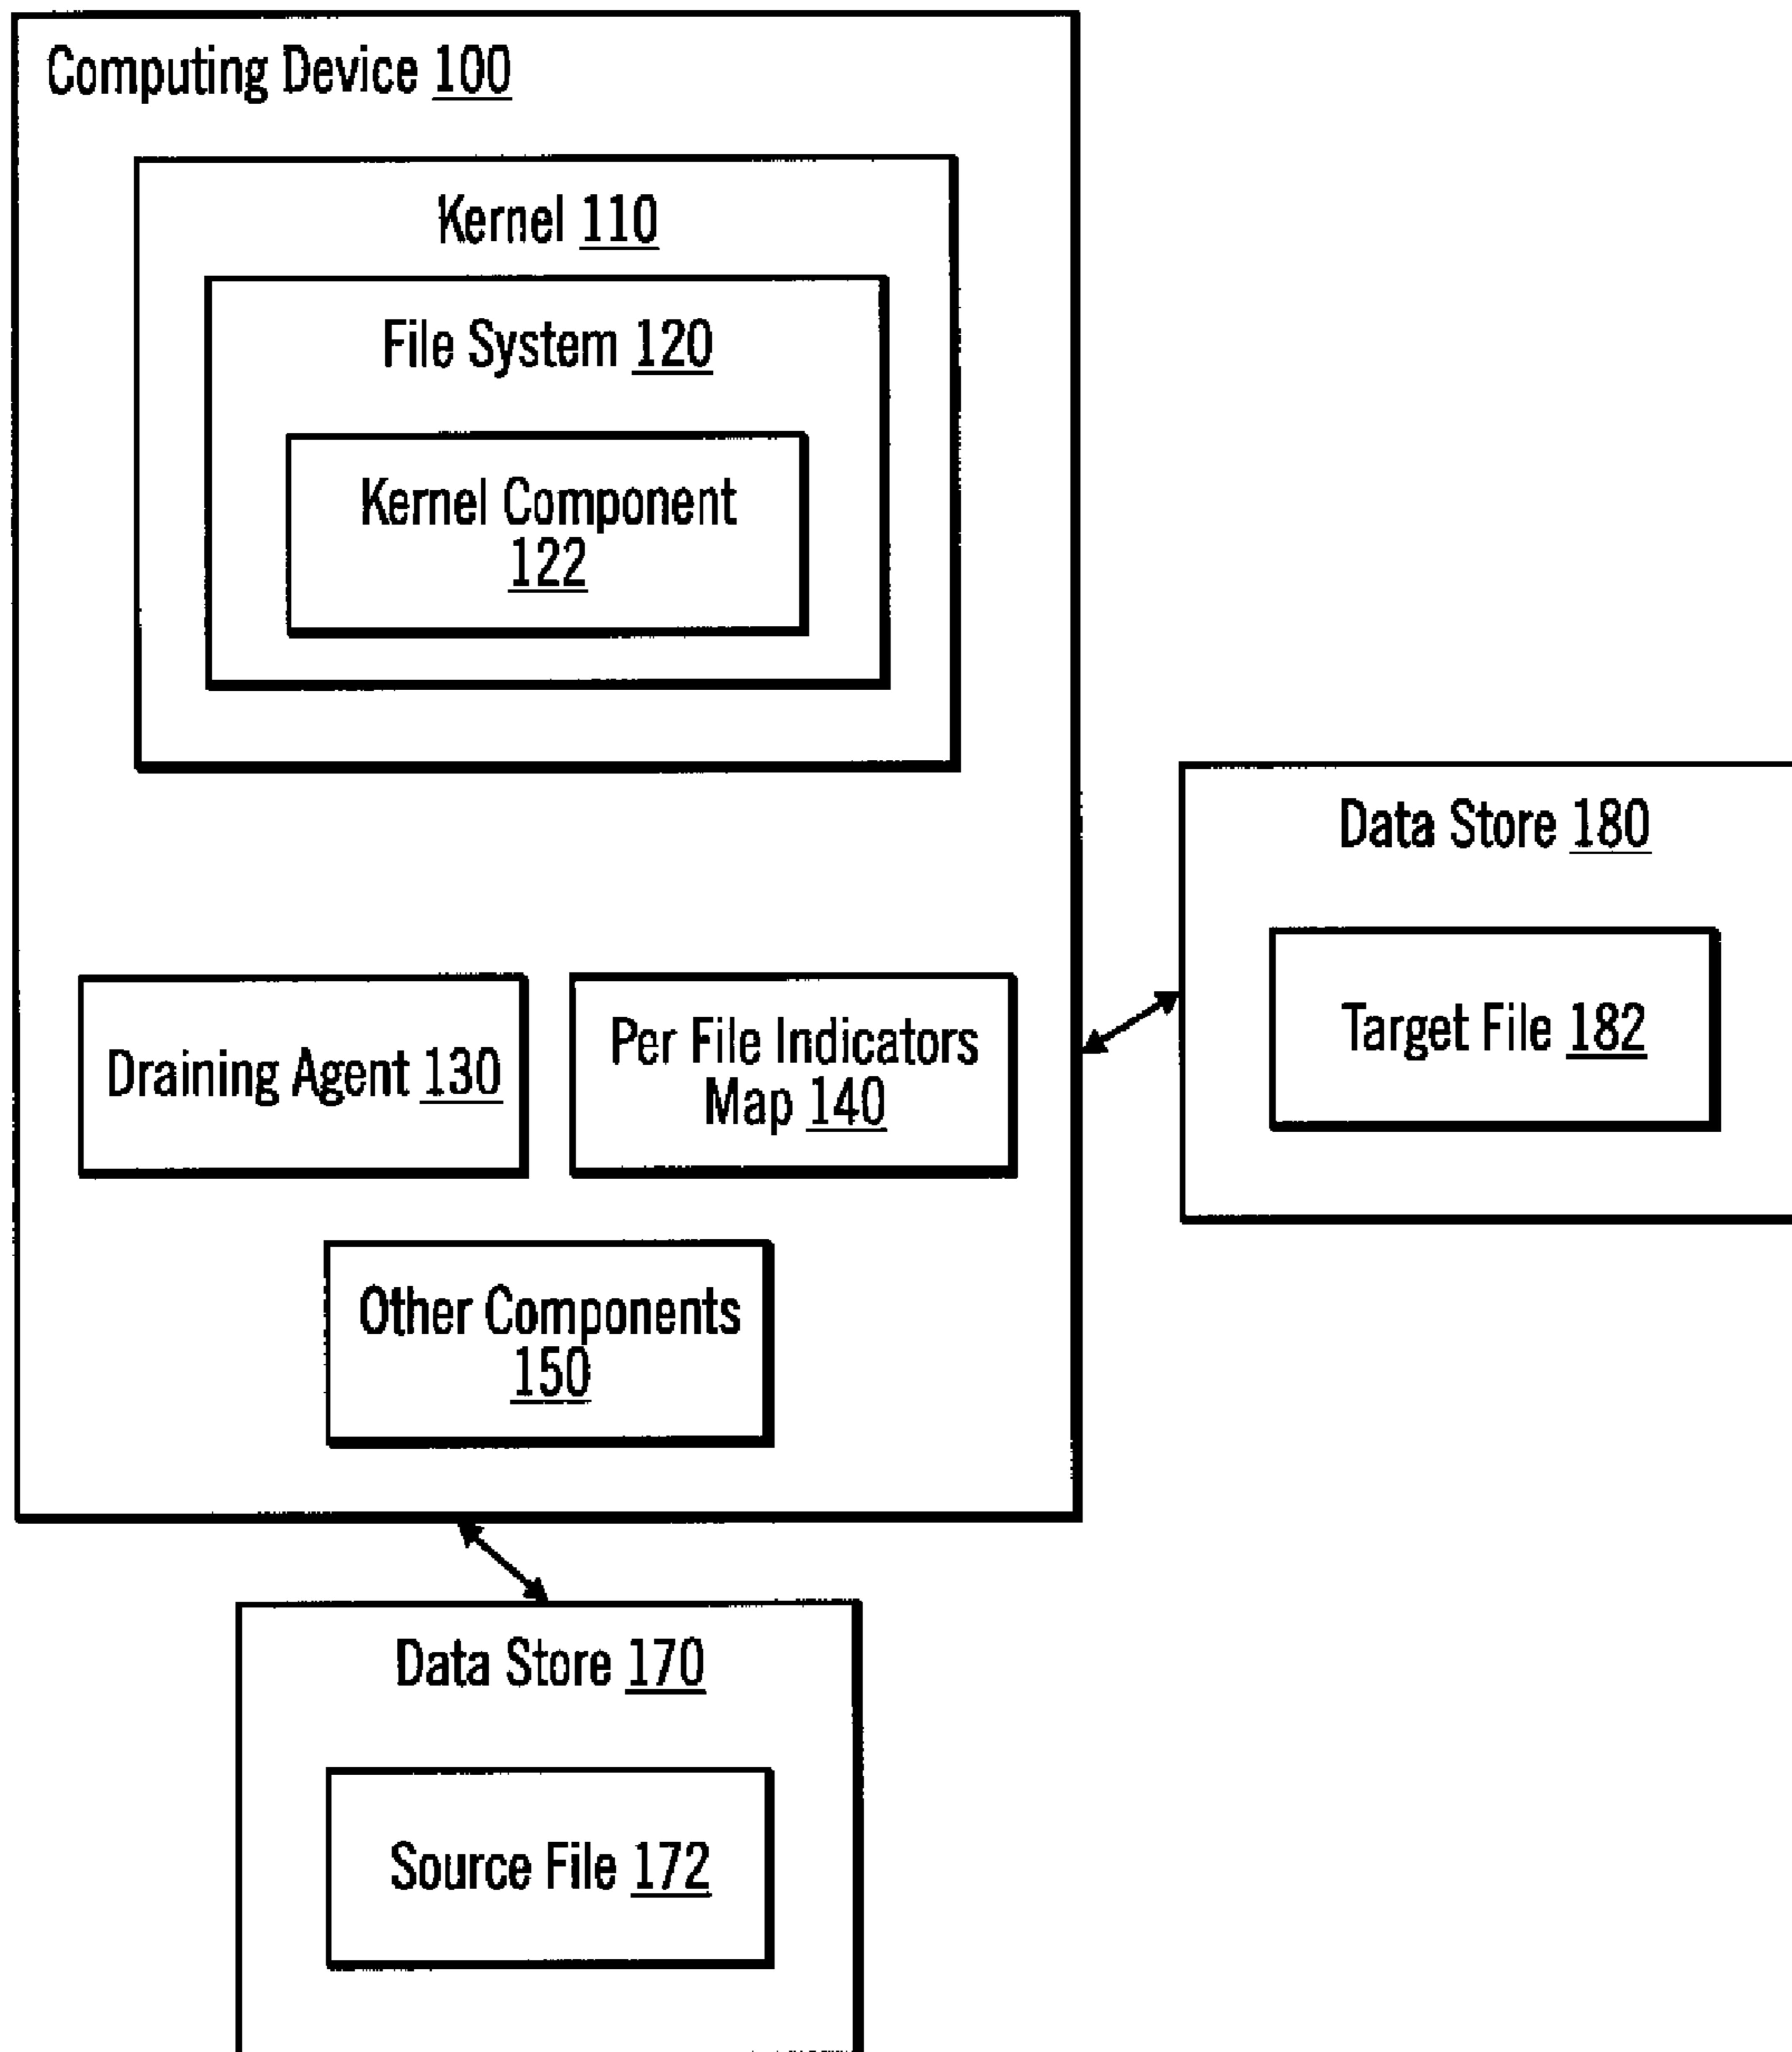 Computing Device 100
Kernel 110
File System 120
Kernel Component
122
Data Store 180
Target File 182
Draining Agent 130
Per File Indicators
Map 140
Other Components
150
Data Store 170
Source File 172